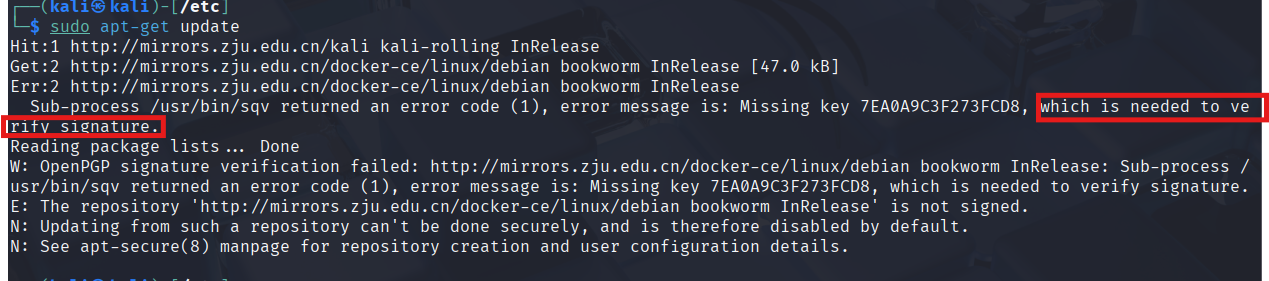 ┌──(kali㉿kali)-[/etc]
└─$ sudo apt-get update
Hit:1 http://mirrors.zju.edu.cn/kali kali-rolling InRelease
Get:2 http://mirrors.zju.edu.cn/docker-ce/linux/debian bookworm InRelease [47.0 kB]
Err:2 http://mirrors.zju.edu.cn/docker-ce/linux/debian bookworm InRelease
  Sub-process /usr/bin/sqv returned an error code (1), error message is: Missing key 7EA0A9C3F273FCD8, which is needed to ve
rify signature.
Reading package lists... Done
W: OpenPGP signature verification failed: http://mirrors.zju.edu.cn/docker-ce/linux/debian bookworm InRelease: Sub-process /
usr/bin/sqv returned an error code (1), error message is: Missing key 7EA0A9C3F273FCD8, which is needed to verify signature.
E: The repository 'http://mirrors.zju.edu.cn/docker-ce/linux/debian bookworm InRelease' is not signed.
N: Updating from such a repository can't be done securely, and is therefore disabled by default.
N: See apt-secure(8) manpage for repository creation and user configuration details.